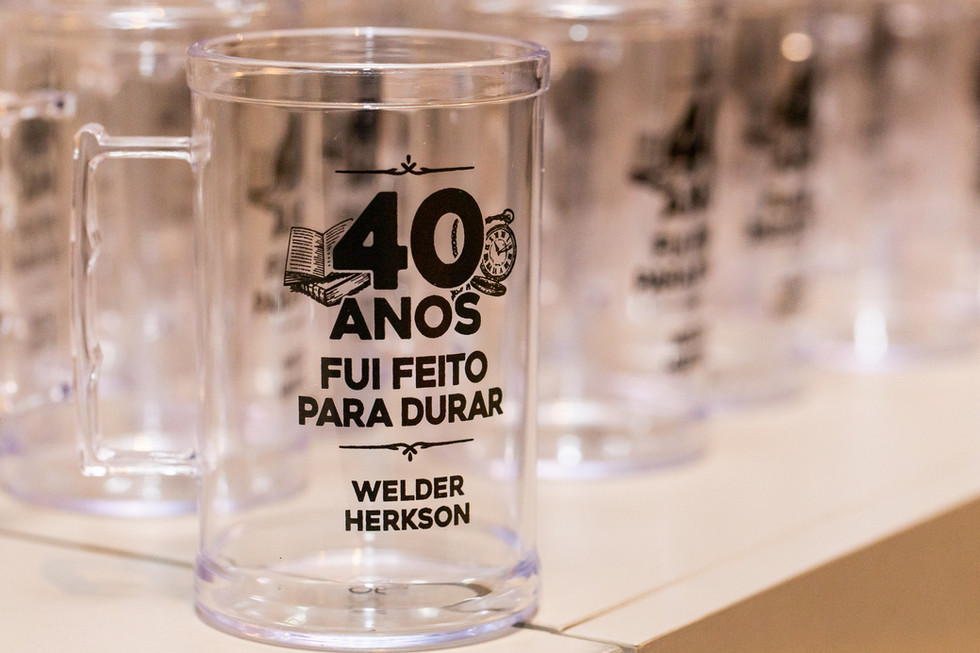 40
ANOS
FUI FEITO
PARA DURAR
WELDER
HERKSON